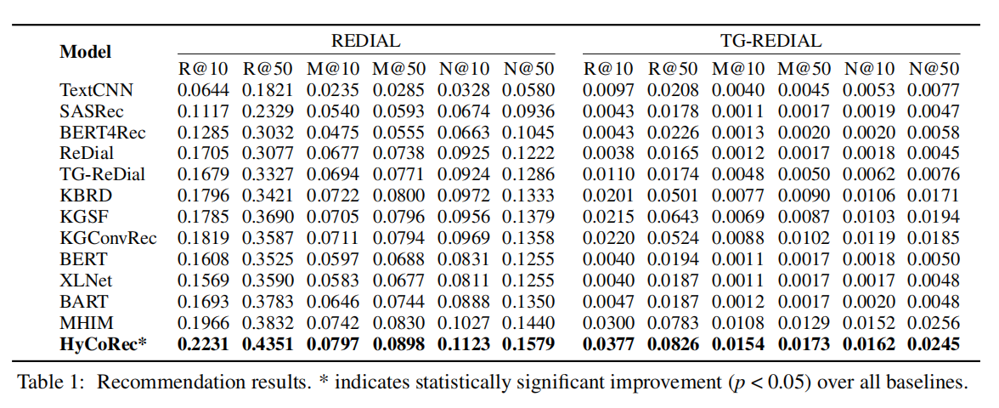 Model REDIAL TG-REDIAL
R@10 R@50 M@10 M@50 N@10 N@50 R@10 R@50 M@10 M@50 N@10 N@50
TextCNN 0.0644 0.1821 0.0235 0.0285 0.0328 0.0580 0.0097 0.0208 0.0040 0.0045 0.0053 0.0077
SASRec 0.1117 0.2329 0.0540 0.0593 0.0674 0.0936 0.0043 0.0178 0.0011 0.0017 0.0019 0.0047
BERT4Rec 0.1285 0.3032 0.0475 0.0555 0.0663 0.1045 0.0043 0.0226 0.0013 0.0020 0.0020 0.0058
ReDial 0.1705 0.3077 0.0677 0.0738 0.0925 0.1222 0.0038 0.0165 0.0012 0.0017 0.0018 0.0045
TG-ReDial 0.1679 0.3327 0.0694 0.0771 0.0924 0.1286 0.0110 0.0174 0.0048 0.0050 0.0062 0.0076
KBRD 0.1796 0.3421 0.0722 0.0800 0.0972 0.1333 0.0201 0.0501 0.0077 0.0090 0.0106 0.0171
KGSF 0.1785 0.3690 0.0705 0.0796 0.0956 0.1379 0.0215 0.0643 0.0069 0.0087 0.0103 0.0194
KGConvRec 0.1819 0.3587 0.0711 0.0794 0.0969 0.1358 0.0220 0.0524 0.0088 0.0102 0.0119 0.0185
BERT 0.1608 0.3525 0.0597 0.0688 0.0831 0.1255 0.0040 0.0194 0.0011 0.0017 0.0018 0.0050
XLNet 0.1569 0.3590 0.0583 0.0677 0.0811 0.1255 0.0040 0.0187 0.0011 0.0017 0.0017 0.0048
BART 0.1693 0.3783 0.0646 0.0744 0.0888 0.1350 0.0047 0.0187 0.0012 0.0017 0.0020 0.0048
MHIM 0.1966 0.3832 0.0742 0.0830 0.1027 0.1440 0.0300 0.0783 0.0108 0.0129 0.0152 0.0256
HyCoRec* 0.2231 0.4351 0.0797 0.0898 0.1123 0.1579 0.0377 0.0826 0.0154 0.0173 0.0162 0.0245
Table 1: Recommendation results. * indicates statistically significant improvement (p < 0.05) over all baselines.